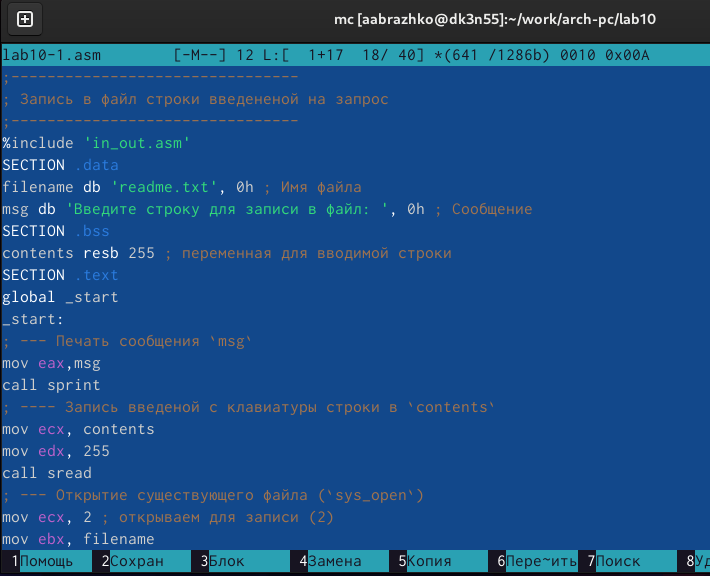 mc [aabrazhko@dk3n55]:~/work/arch-pc/lab10
lab10-1.asm [-M--] 12 L:[ 1+17 18/ 40] *(641 /1286b) 0010 0x00A
;--------------------------------
; Запись в файл строки введененой на запрос
;--------------------------------
%include 'in_out.asm'
SECTION .data
filename db 'readme.txt', 0h ; Имя файла
msg db 'Введите строку для записи в файл: ', 0h ; Сообщение
SECTION .bss
contents resb 255 ; переменная для вводимой строки
SECTION .text
global _start
_start:
; --- Печать сообщения `msg`
mov eax,msg
call sprint
; ---- Запись введеной с клавиатуры строки в `contents`
mov ecx, contents
mov edx, 255
call sread
; --- Открытие существующего файла (`sys_open`)
mov ecx, 2 ; открываем для записи (2)
mov ebx, filename
1Помощь 2Сохран 3Блок 4Замена 5Копия 6Пере~ить 7Поиск 8Уд